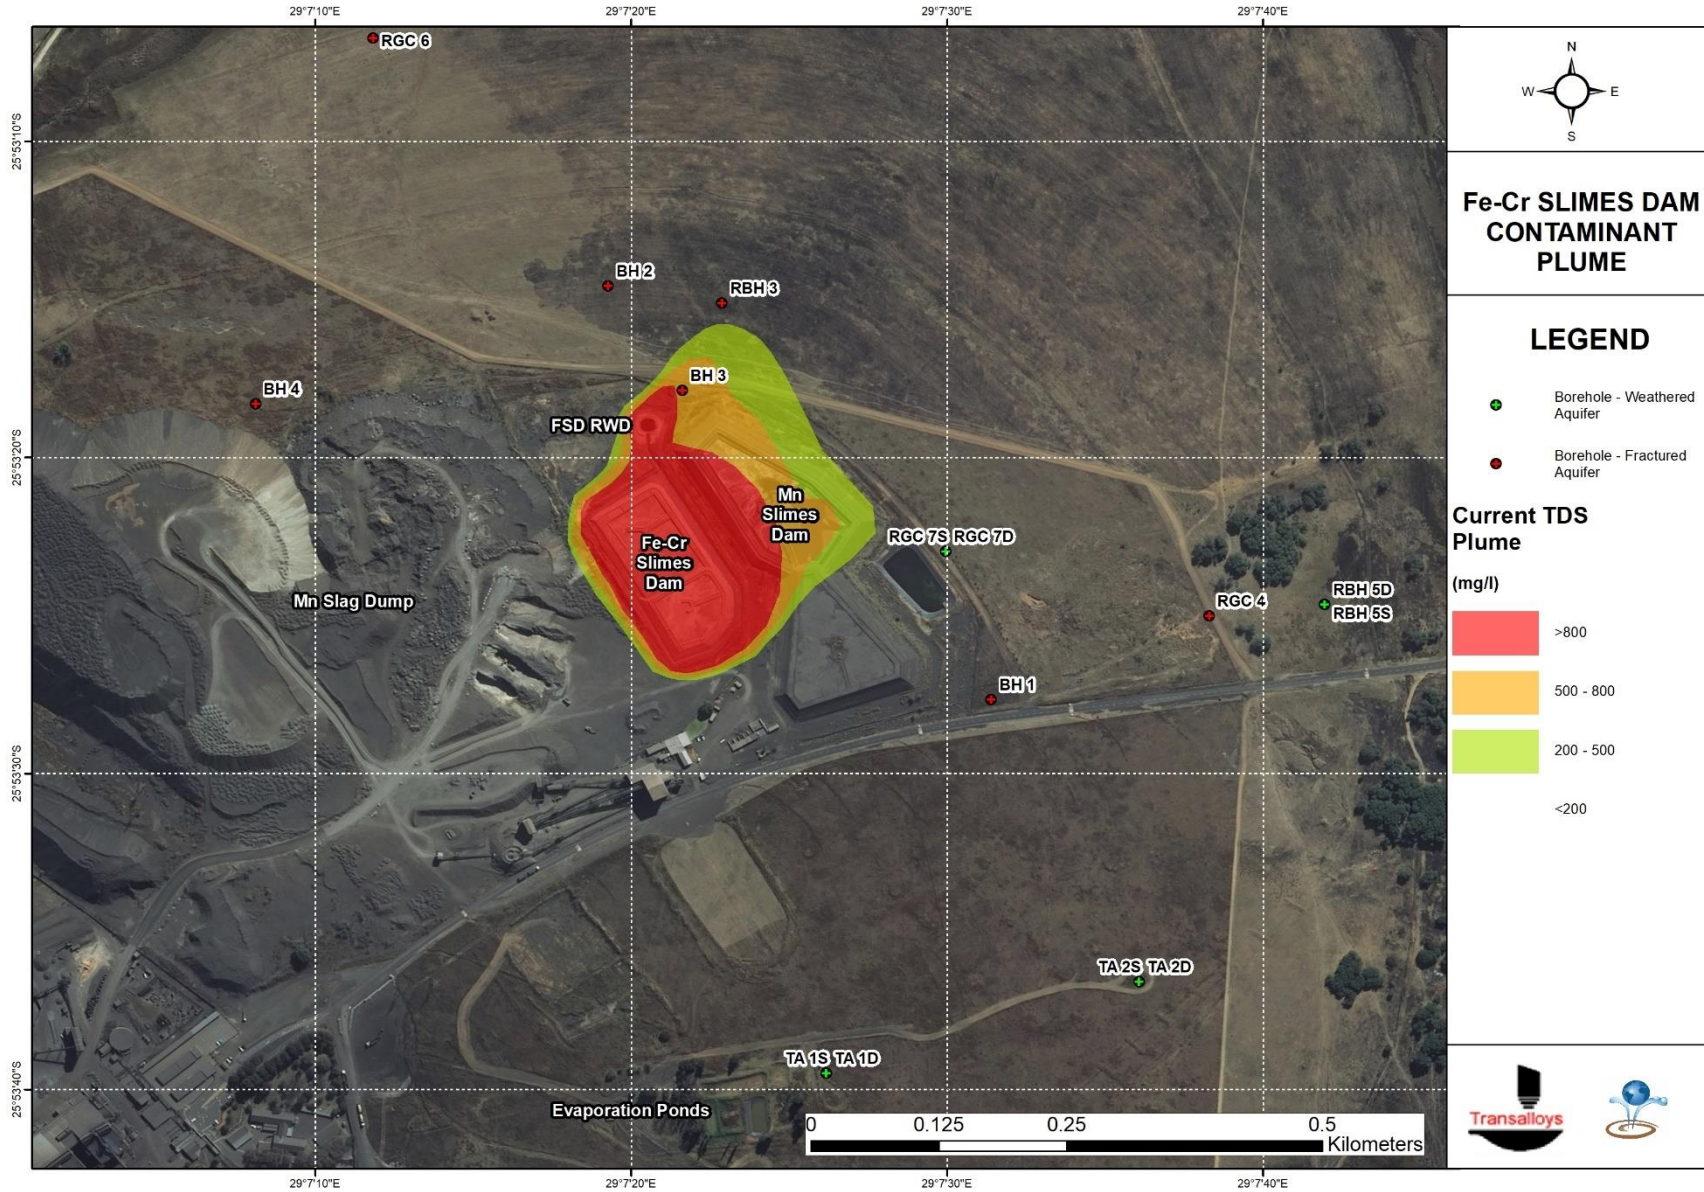 29°7'10"E
29°7'20"E
29°7'30"E
29°7'40"E
25°53'10"S
25°53'20"S
25°53'30"S
25°53'40"S
RGC 6
BH 2
RBH 3
BH 3
BH 4
FSD RWD
Mn
Slimes
Dam
Fe-Cr
Slimes
Dam
RGC 7S RGC 7D
Mn Slag Dump
RBH 5D
RBH 5S
RGC 4
BH 1
TA 2S TA 2D
TA 1S TA 1D
Evaporation Ponds
0 0.125 0.25 0.5
Kilometers
29°7'10"E
29°7'20"E
29°7'30"E
29°7'40"E
N
W E
S
Fe-Cr SLIMES DAM
CONTAMINANT
PLUME
LEGEND
Borehole - Weathered
Aquifer
Borehole - Fractured
Aquifer
Current TDS
Plume
(mg/l)
>800
500 - 800
200 - 500
<200
Transalloys